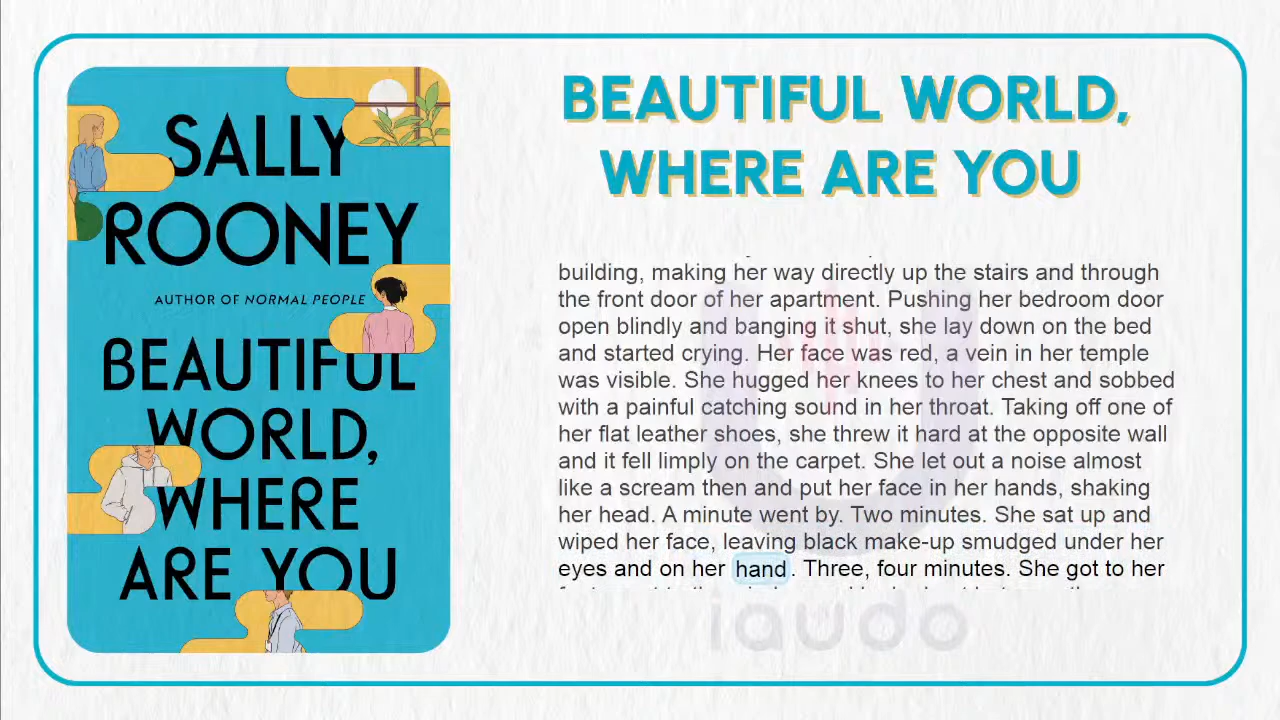 SALLY
ROONEY
AUTHOR OF NORMAL PEOPLE
BEAUTIFUL
WORLD,
WHERE
ARE YOU
BEAUTIFUL WORLD,
WHERE ARE YOU
building, making her way directly up the stairs and through
the front door of her apartment. Pushing her bedroom door
open blindly and banging it shut, she lay down on the bed
and started crying. Her face was red, a vein in her temple
was visible. She hugged her knees to her chest and sobbed
with a painful catching sound in her throat. Taking off one of
her flat leather shoes, she threw it hard at the opposite wall
and it fell limply on the carpet. She let out a noise almost
like a scream then and put her face in her hands, shaking
her head. A minute went by. Two minutes. She sat up and
wiped her face, leaving black make-up smudged under her
eyes and on her hand. Three, four minutes. She got to her
iaudo